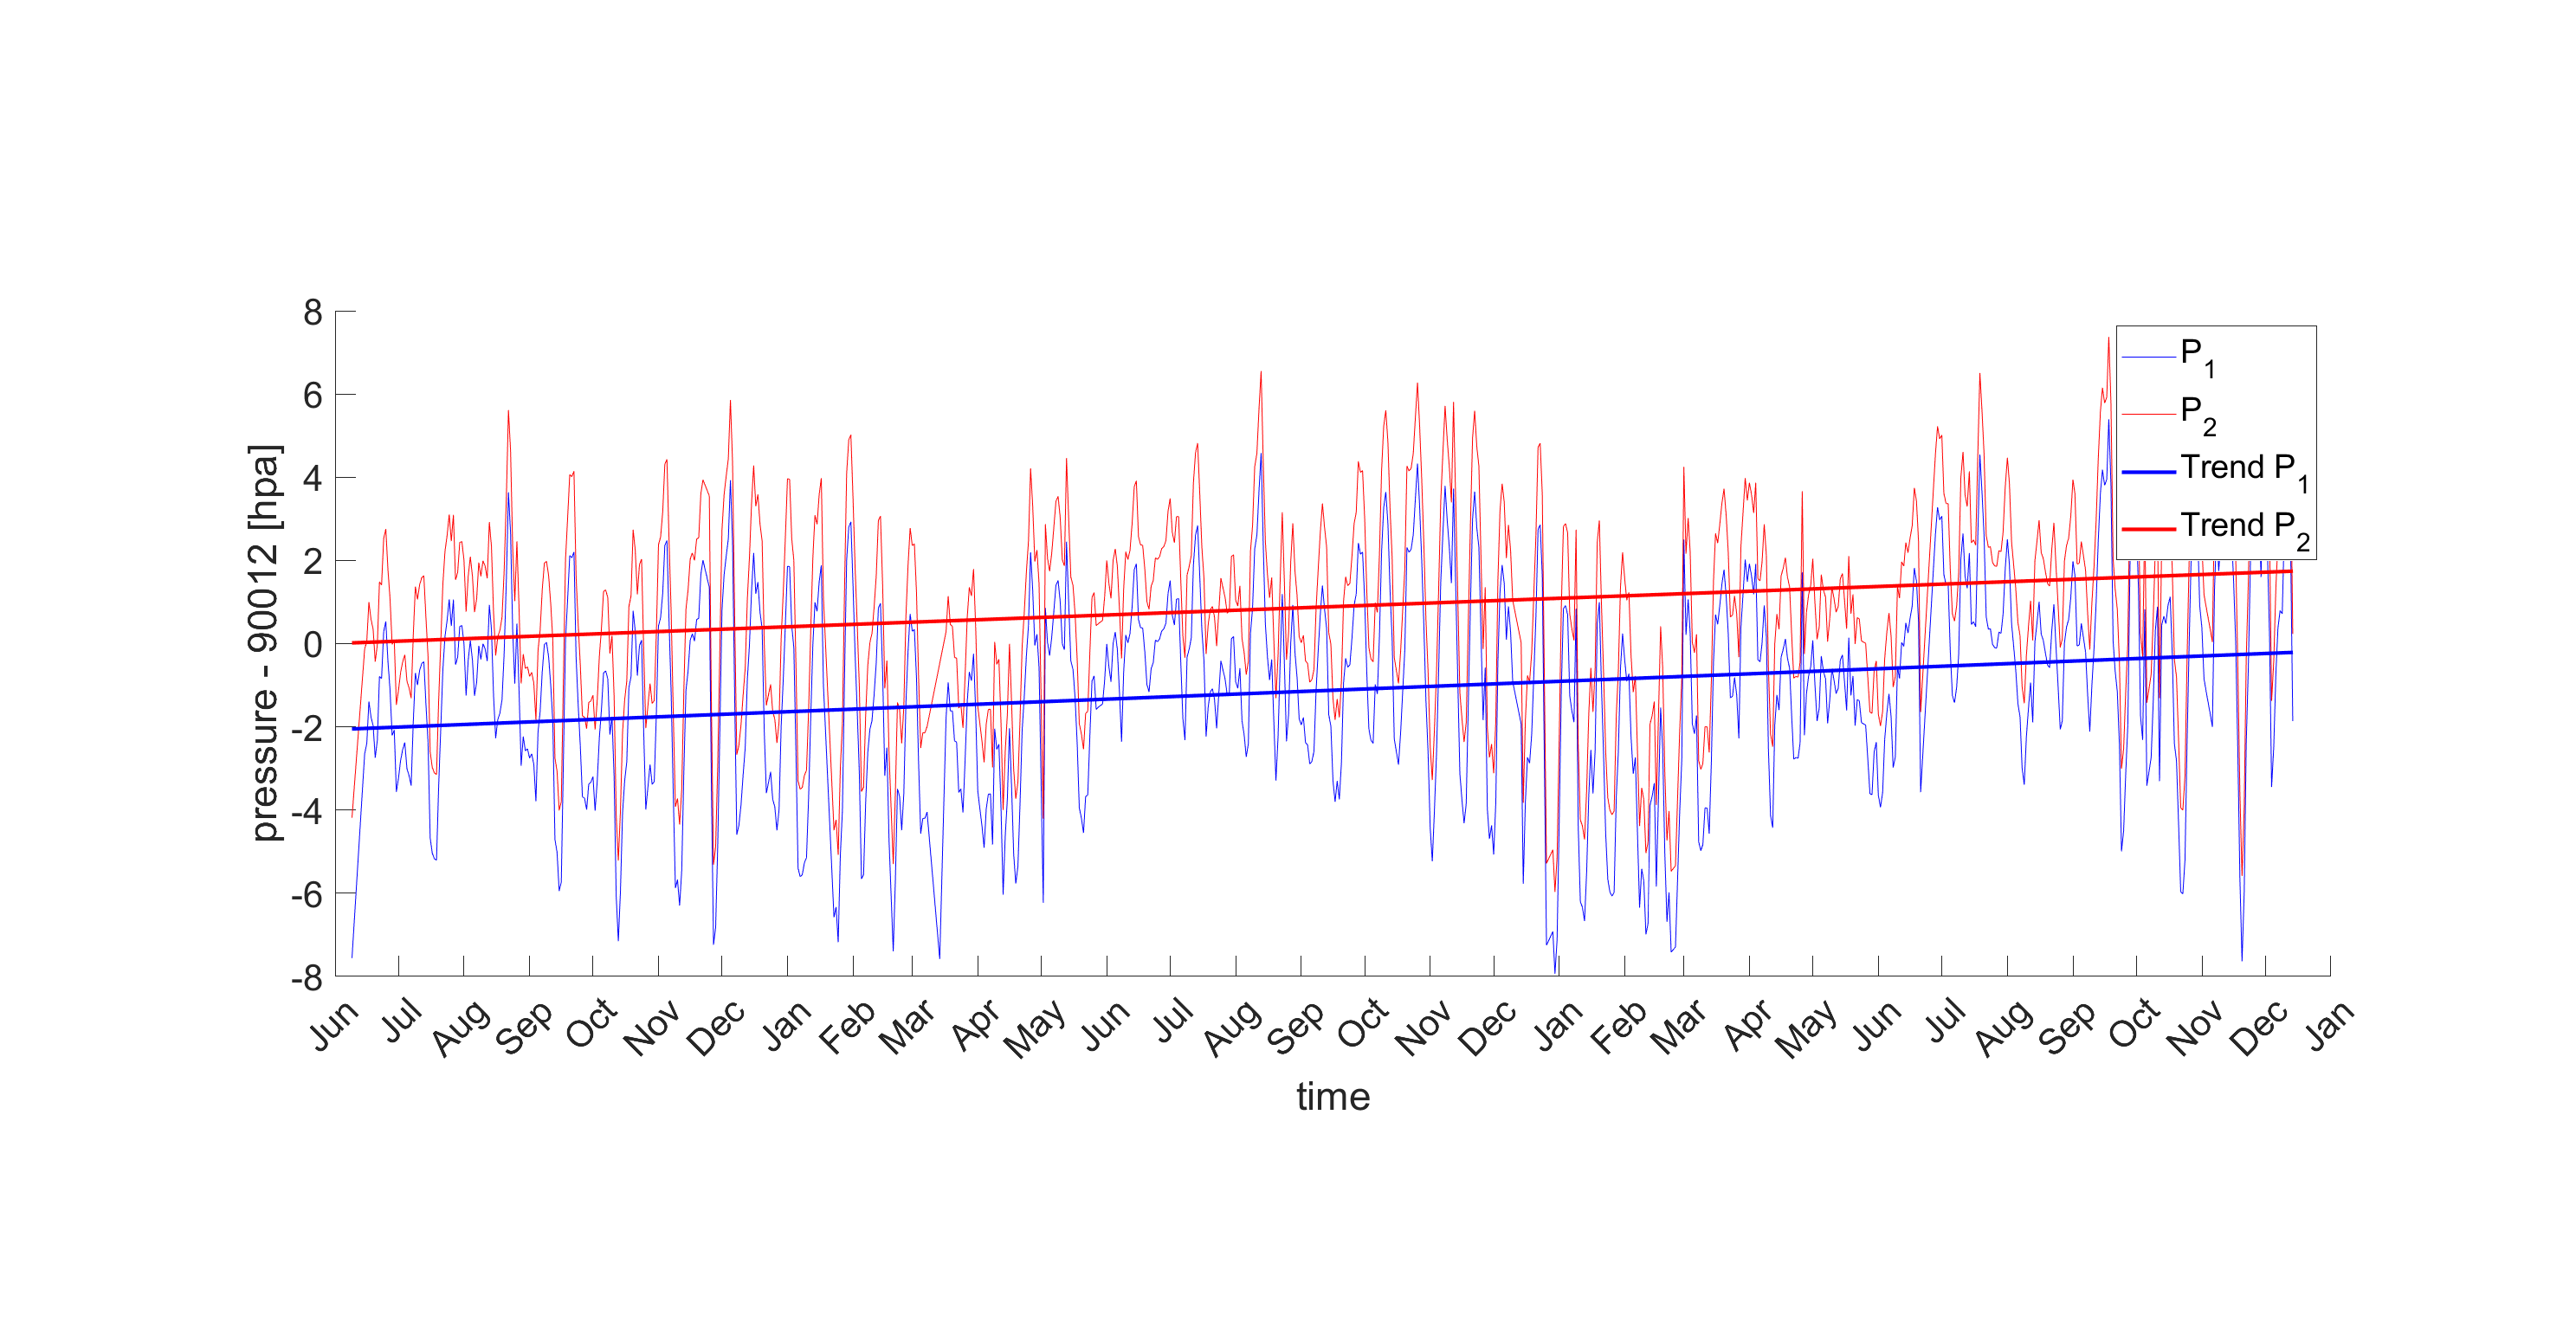 8
6
4
2
0
-2
-4
-6
-8
pressure - 90012 [hpa]
P1
P2
Trend P1
Trend P2
Jun Jul Aug Sep Oct Nov Dec Jan Feb Mar Apr May Jun Jul Aug Sep Oct Nov Dec Jan Feb Mar Apr May Jun Jul Aug Sep Oct Nov Dec Jan
time